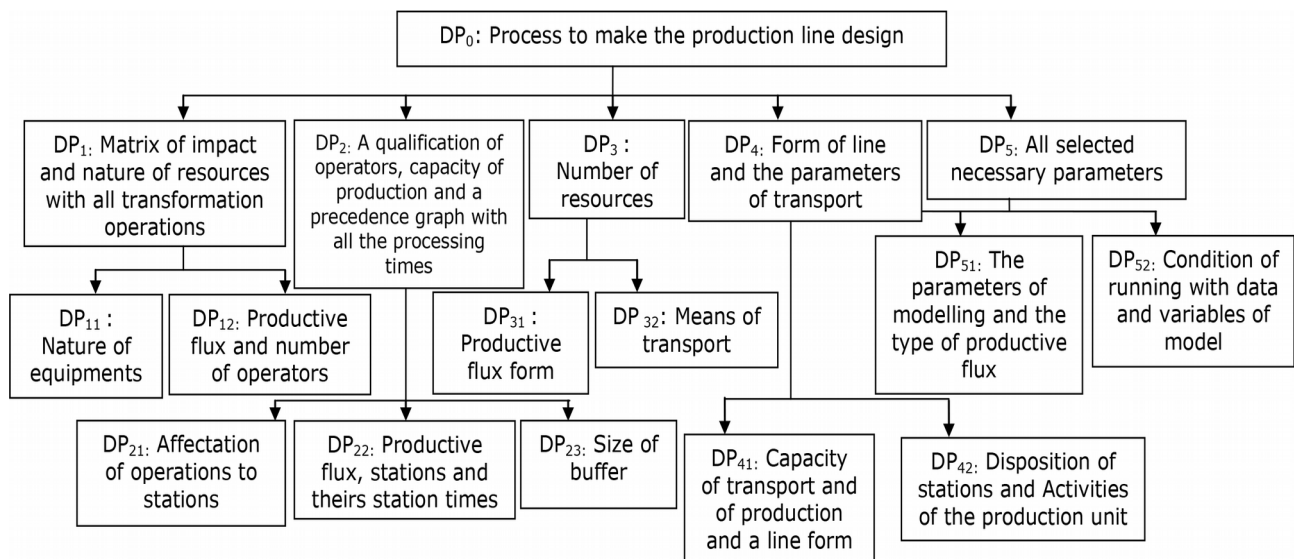 DP₀: Process to make the production line design
DP₁: Matrix of impact
and nature of resources
with all transformation
operations
DP₂: A qualification of
operators, capacity of
production and a
precedence graph with
all the processing
times
DP₃ :
Number of
resources
DP₄: Form of line
and the parameters
of transport
DP₅: All selected
necessary parameters
DP₁₁ :
Nature of
equipments
DP₁₂: Productive
flux and number
of operators
DP₃₁ :
Productive
flux form
DP ₃₂: Means of
transport
DP₅₁: The
parameters of
modelling and the
type of productive
flux
DP₅₂: Condition of
running with data
and variables of
model
DP₂₁: Affectation
of operations to
stations
DP₂₂: Productive
flux, stations and
theirs station times
DP₂₃: Size of
buffer
DP₄₁: Capacity
of transport and
of production
and a line form
DP₄₂: Disposition of
stations and Activities
of the production unit